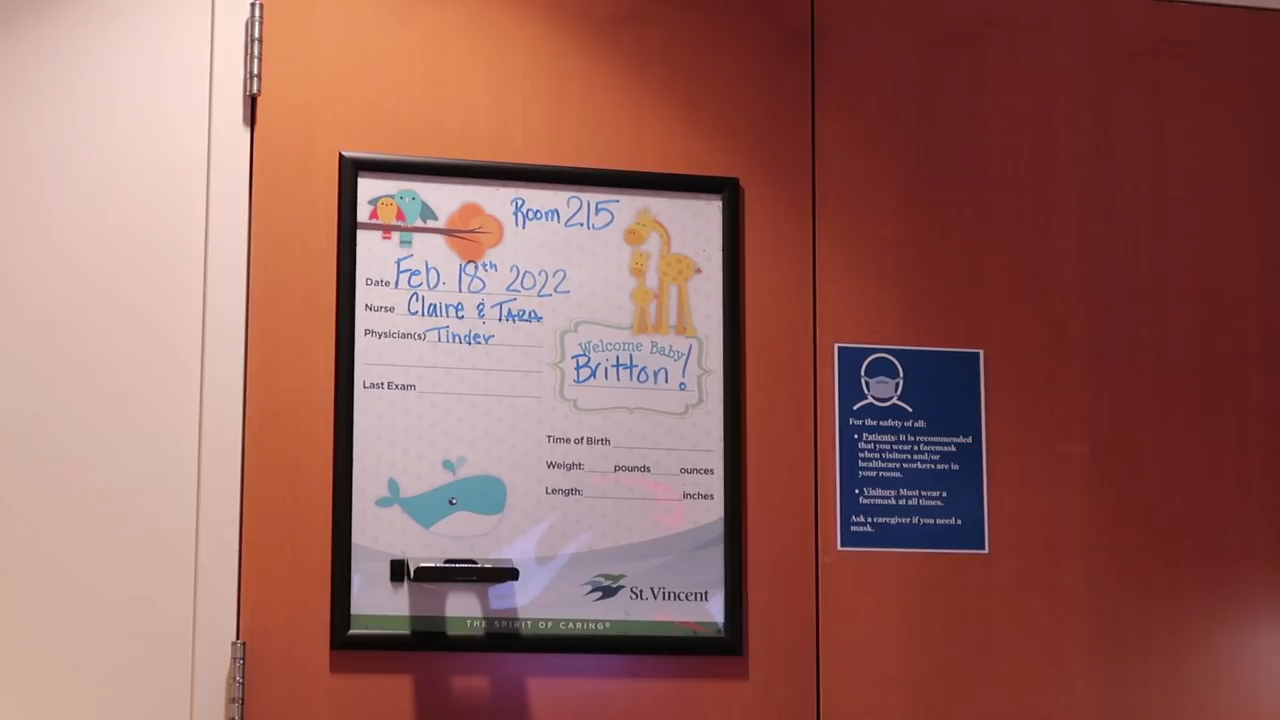 Room 215
Date Feb. 18th 2022
Nurse Claire & TARA
Physician(s) Tinder
Last Exam
Welcome Baby
Britton!
Time of Birth
Weight: pounds ounces
Length: inches
St.Vincent
THE SPIRIT OF CARING®
For the safety of all:
• Patients: It is recommended
that you wear a facemask
when visitors and/or
healthcare workers are in
your room.
• Visitors: Must wear a
facemask at all times.
Ask a caregiver if you need a
mask.